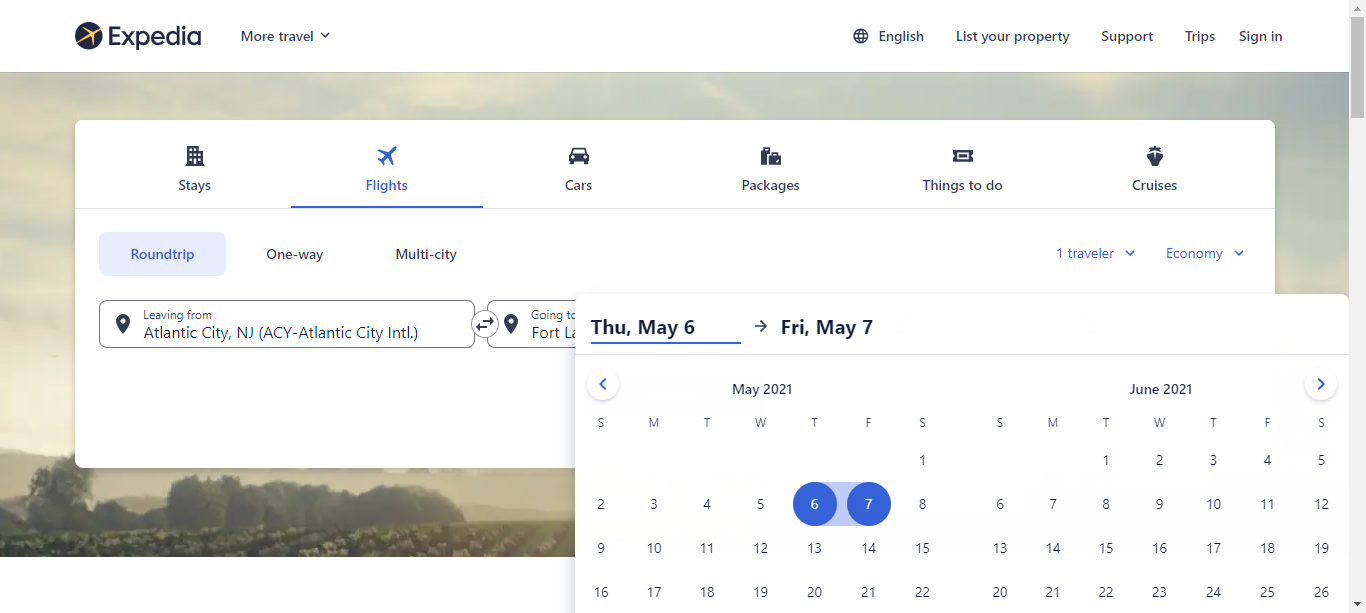 Expedia
More travel
English
List your property
Support
Trips
Sign in
Stays
Flights
Cars
Packages
Things to do
Cruises
Roundtrip
One-way
Multi-city
1 traveler
Economy
Leaving from
Atlantic City, NJ (ACY-Atlantic City Intl.)
Going to
Fort La
Thu, May 6
Fri, May 7
May 2021
S M T W T F S
1
2 3 4 5 6 7 8
9 10 11 12 13 14 15
16 17 18 19 20 21 22
June 2021
S M T W T F S
1 2 3 4 5
6 7 8 9 10 11 12
13 14 15 16 17 18 19
20 21 22 23 24 25 26